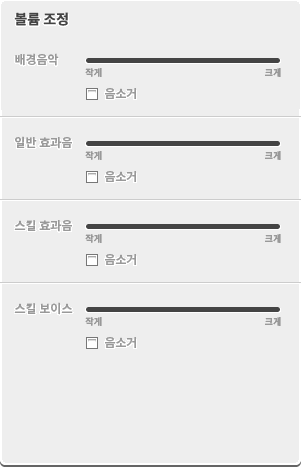 볼륨 조정
배경음악
작게 크게
음소거
일반 효과음
작게 크게
음소거
스킬 효과음
작게 크게
음소거
스킬 보이스
작게 크게
음소거